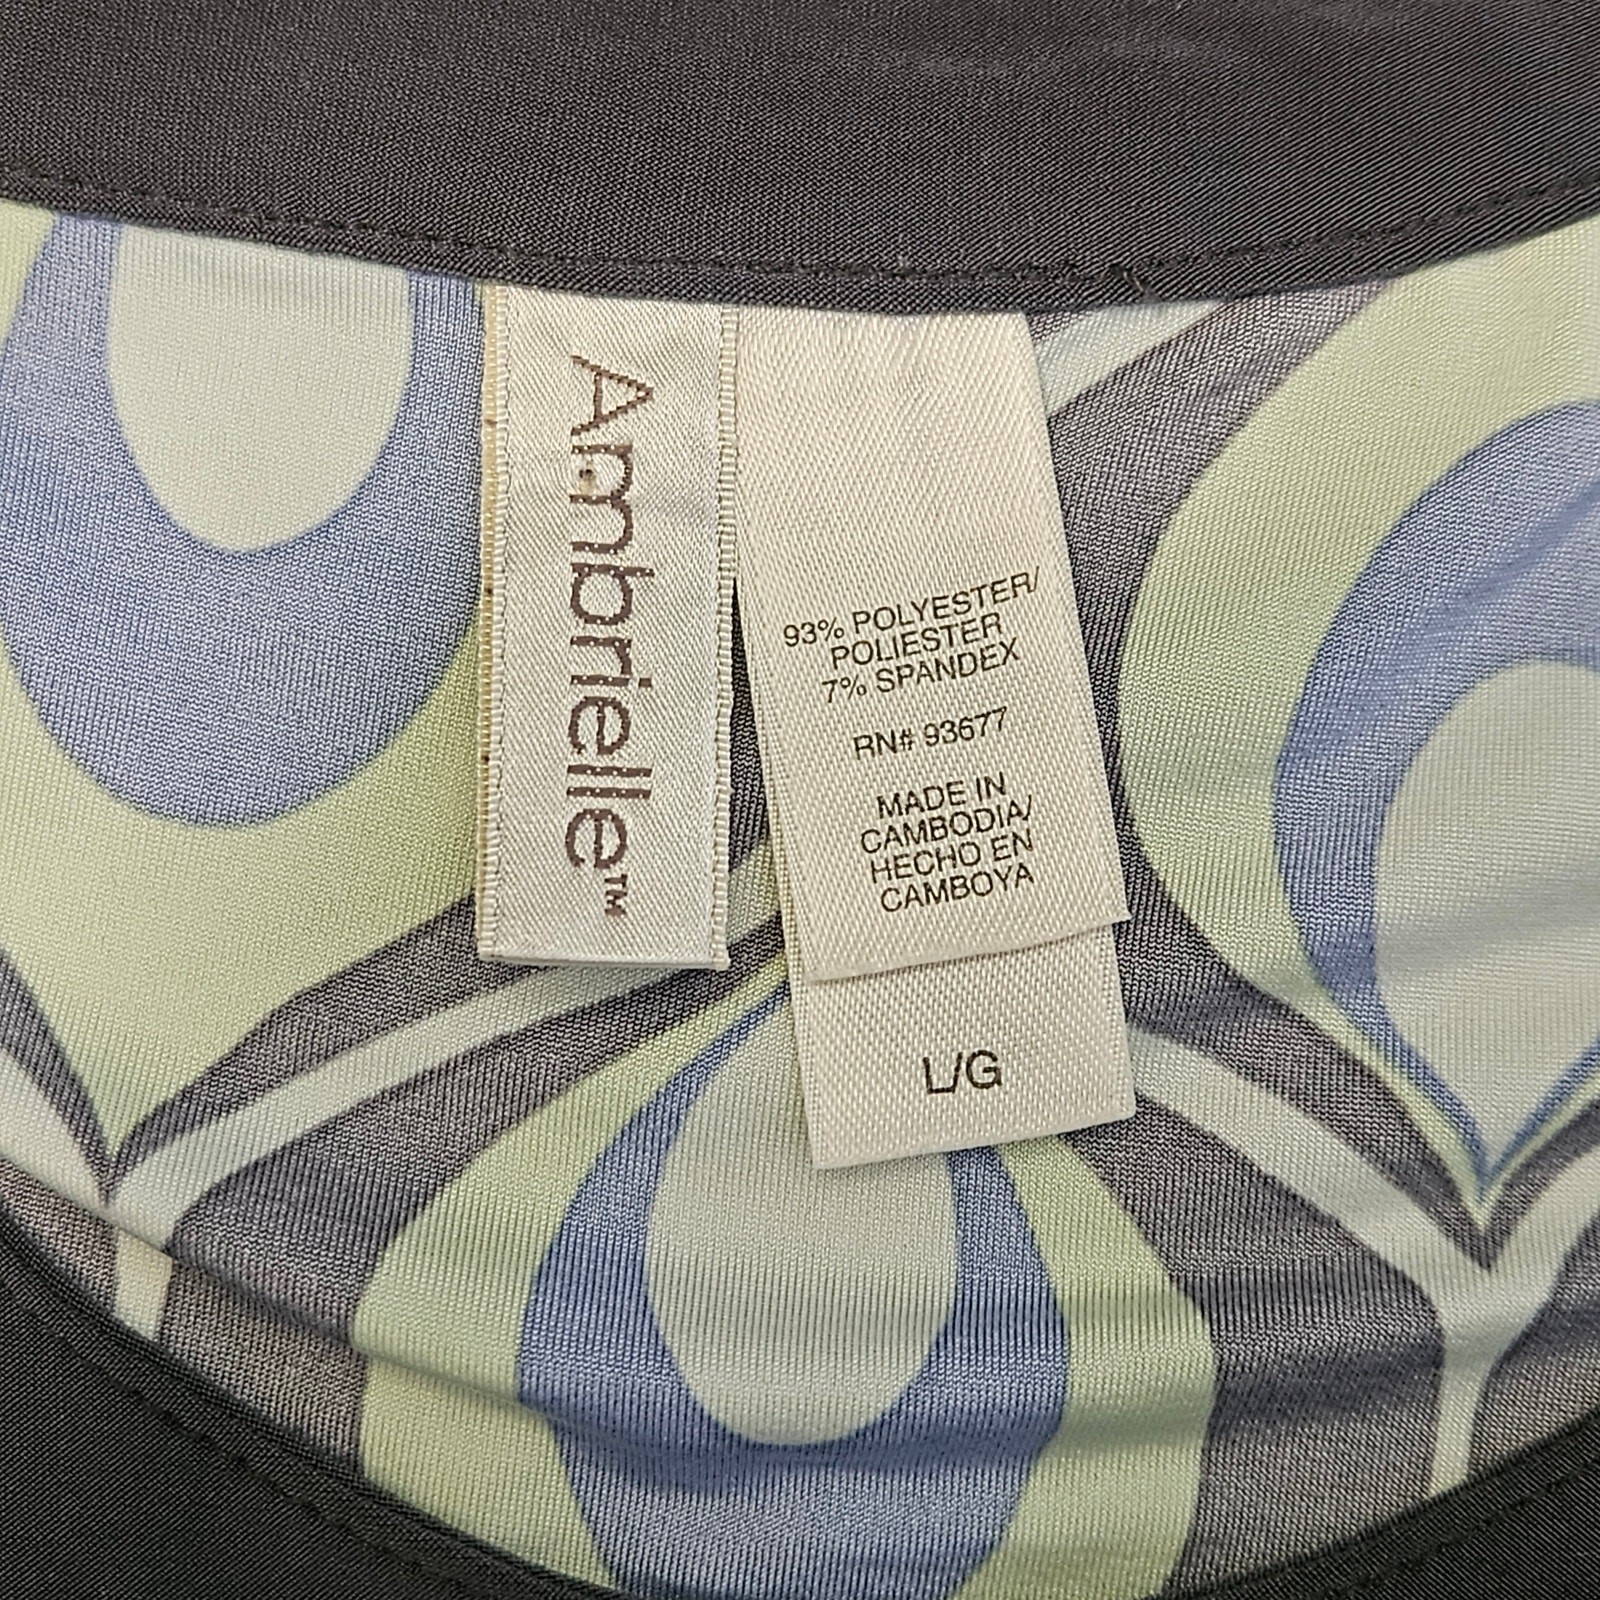 Ambrielle™
93% POLYESTER/
POLIESTER
7% SPANDEX
RN# 93677
MADE IN
CAMBODIA/
HECHO EN
CAMBOYA
L/G